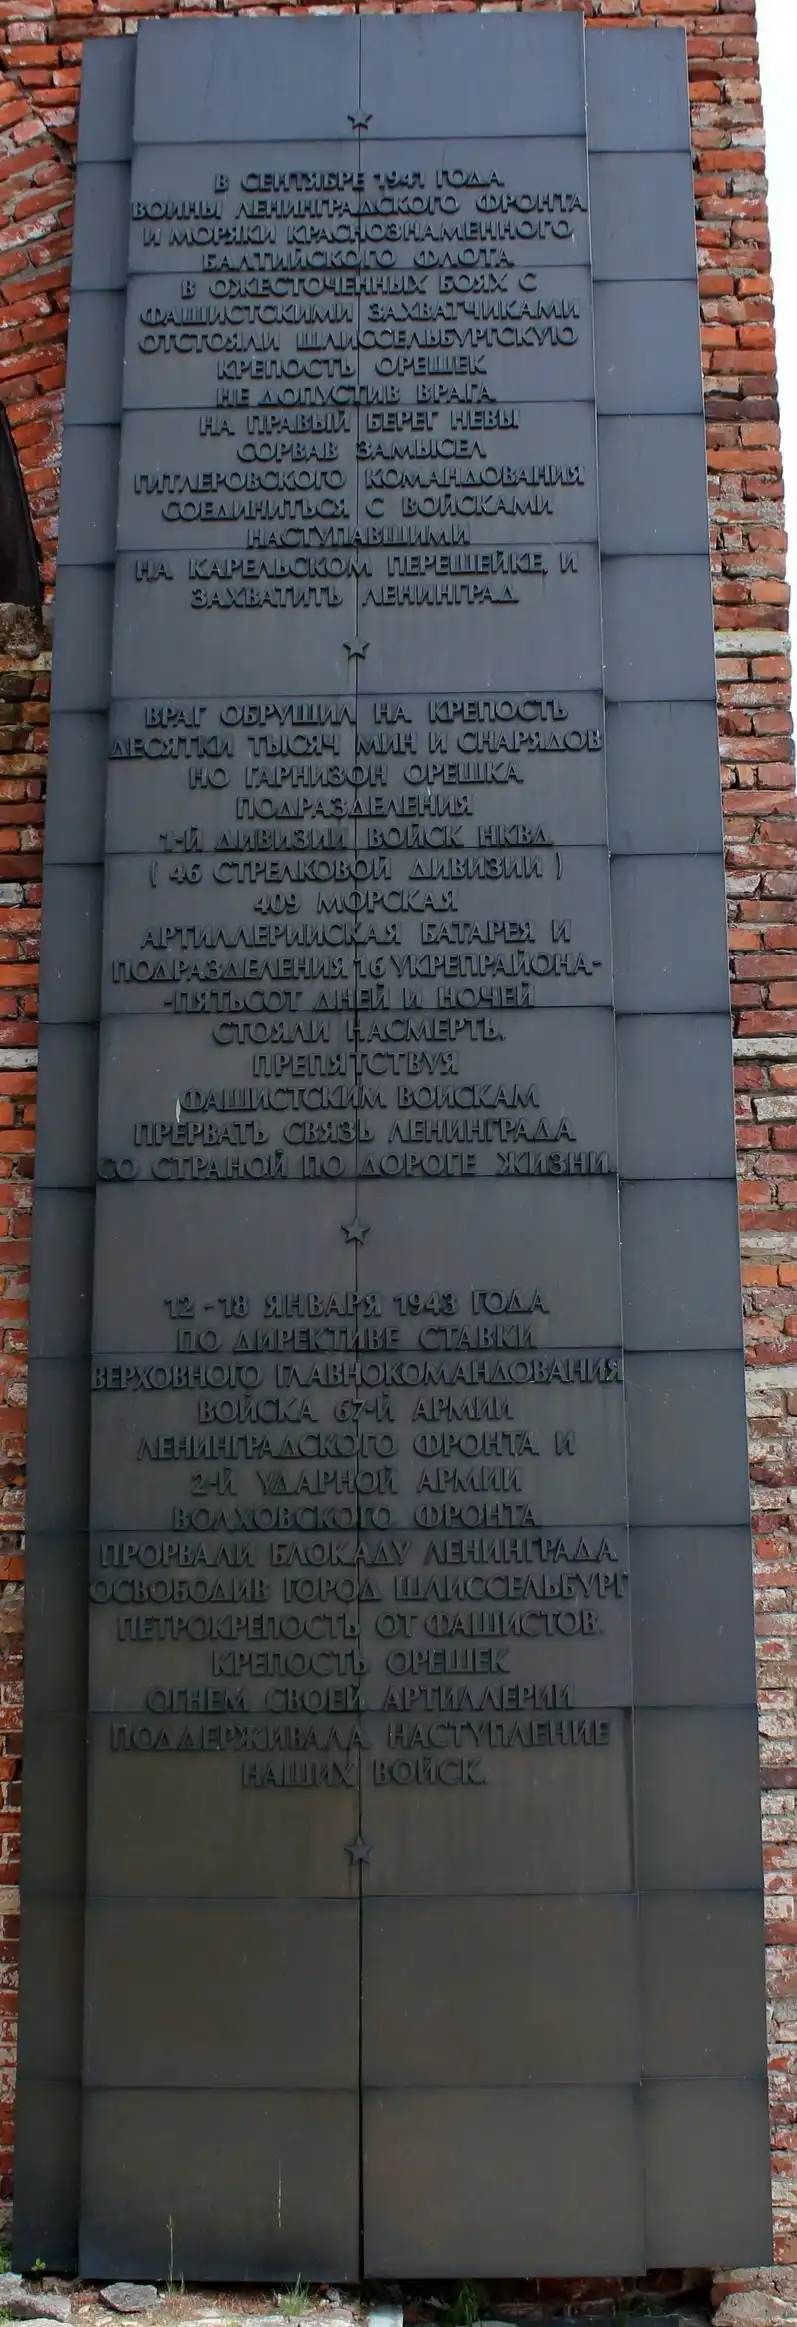 В СЕНТЯБРЕ 1941 ГОДА
ВОИНЫ ЛЕНИНГРАДСКОГО ФРОНТА
И МОРЯКИ КРАСНОЗНАМЕННОГО
БАЛТИЙСКОГО ФЛОТА
В ОЖЕСТОЧЕННЫХ БОЯХ С
ФАШИСТСКИМИ ЗАХВАТЧИКАМИ
ОТСТОЯЛИ ШЛИССЕЛЬБУРГСКУЮ
КРЕПОСТЬ ОРЕШЕК
НЕ ДОПУСТИВ ВРАГА
НА ПРАВЫЙ БЕРЕГ НЕВЫ
СОРВАВ ЗАМЫСЕЛ
ГИТЛЕРОВСКОГО КОМАНДОВАНИЯ
СОЕДИНИТЬСЯ С ВОЙСКАМИ
НАСТУПАВШИМИ
НА КАРЕЛЬСКОМ ПЕРЕШЕЙКЕ, И
ЗАХВАТИТЬ ЛЕНИНГРАД
ВРАГ ОБРУШИЛ НА КРЕПОСТЬ
ДЕСЯТКИ ТЫСЯЧ МИН И СНАРЯДОВ
НО ГАРНИЗОН ОРЕШКА
ПОДРАЗДЕЛЕНИЯ
1-Й ДИВИЗИИ ВОЙСК НКВД
( 46 СТРЕЛКОВОЙ ДИВИЗИИ )
409 МОРСКАЯ
АРТИЛЛЕРИЙСКАЯ БАТАРЕЯ И
ПОДРАЗДЕЛЕНИЯ 16 УКРЕПРАЙОНА-
-ПЯТЬСОТ ДНЕЙ И НОЧЕЙ
СТОЯЛИ НАСМЕРТЬ,
ПРЕПЯТСТВУЯ
ФАШИСТСКИМ ВОЙСКАМ
ПРЕРВАТЬ СВЯЗЬ ЛЕНИНГРАДА
СО СТРАНОЙ ПО ДОРОГЕ ЖИЗНИ.
12-18 ЯНВАРЯ 1943 ГОДА
ПО ДИРЕКТИВЕ СТАВКИ
ВЕРХОВНОГО ГЛАВНОКОМАНДОВАНИЯ
ВОЙСКА 67-Й АРМИИ
ЛЕНИНГРАДСКОГО ФРОНТА И
2-Й УДАРНОЙ АРМИИ
ВОЛХОВСКОГО ФРОНТА
ПРОРВАЛИ БЛОКАДУ ЛЕНИНГРАДА
ОСВОБОДИВ ГОРОД ШЛИССЕЛЬБУРГ
ПЕТРОКРЕПОСТЬ ОТ ФАШИСТОВ.
КРЕПОСТЬ ОРЕШЕК
ОГНЕМ СВОЕЙ АРТИЛЛЕРИИ
ПОДДЕРЖИВАЛА НАСТУПЛЕНИЕ
НАШИХ ВОЙСК.